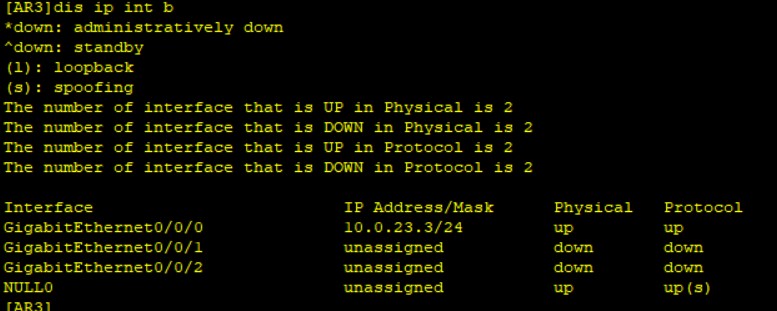 [AR3]dis ip int b
*down: administratively down
^down: standby
(l): loopback
(s): spoofing
The number of interface that is UP in Physical is 2
The number of interface that is DOWN in Physical is 2
The number of interface that is UP in Protocol is 2
The number of interface that is DOWN in Protocol is 2
Interface IP Address/Mask Physical Protocol
GigabitEthernet0/0/0 10.0.23.3/24 up up
GigabitEthernet0/0/1 unassigned down down
GigabitEthernet0/0/2 unassigned down down
NULL0 unassigned up up(s)
[AR3]